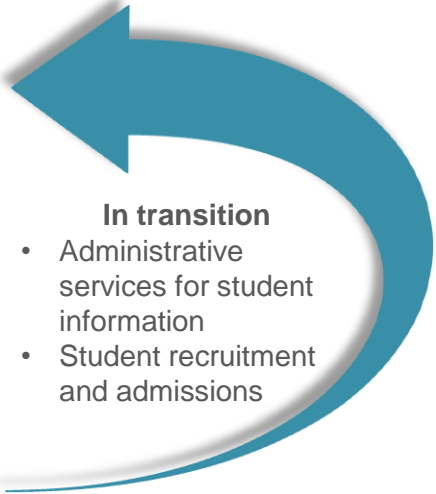 In transition
• Administrative
services for student
information
• Student recruitment
and admissions